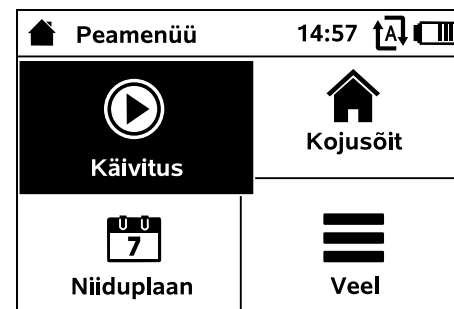 Peamenüü 14:57 A
Käivitus
Kojusõit
7
Niiduplaan
Veel